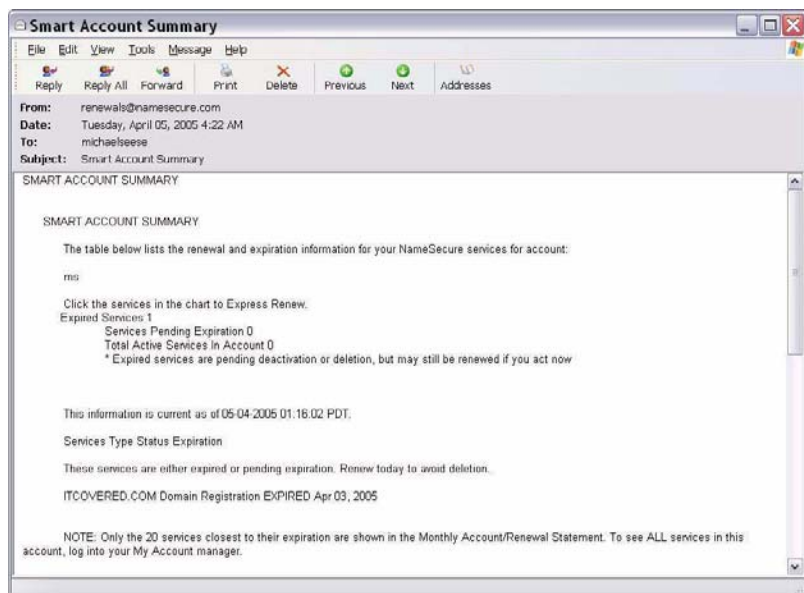 Smart Account Summary
File Edit View Tools Message Help
Reply Reply All Forward Print Delete Previous Next Addresses
From: renewals@namesecure.com
Date: Tuesday, April 05, 2005 4:22 AM
To: michaelseese
Subject: Smart Account Summary
SMART ACCOUNT SUMMARY
SMART ACCOUNT SUMMARY
The table below lists the renewal and expiration information for your NameSecure services for account:
ms
Click the services in the chart to Express Renew.
Expired Services 1
Services Pending Expiration 0
Total Active Services In Account 0
* Expired services are pending deactivation or deletion, but may still be renewed if you act now
This information is current as of 05-04-2005 01:16:02 PDT.
Services Type Status Expiration
These services are either expired or pending expiration. Renew today to avoid deletion.
ITCOVERED.COM Domain Registration EXPIRED Apr 03, 2005
NOTE: Only the 20 services closest to their expiration are shown in the Monthly Account/Renewal Statement. To see ALL services in this
account, log into your My Account manager.